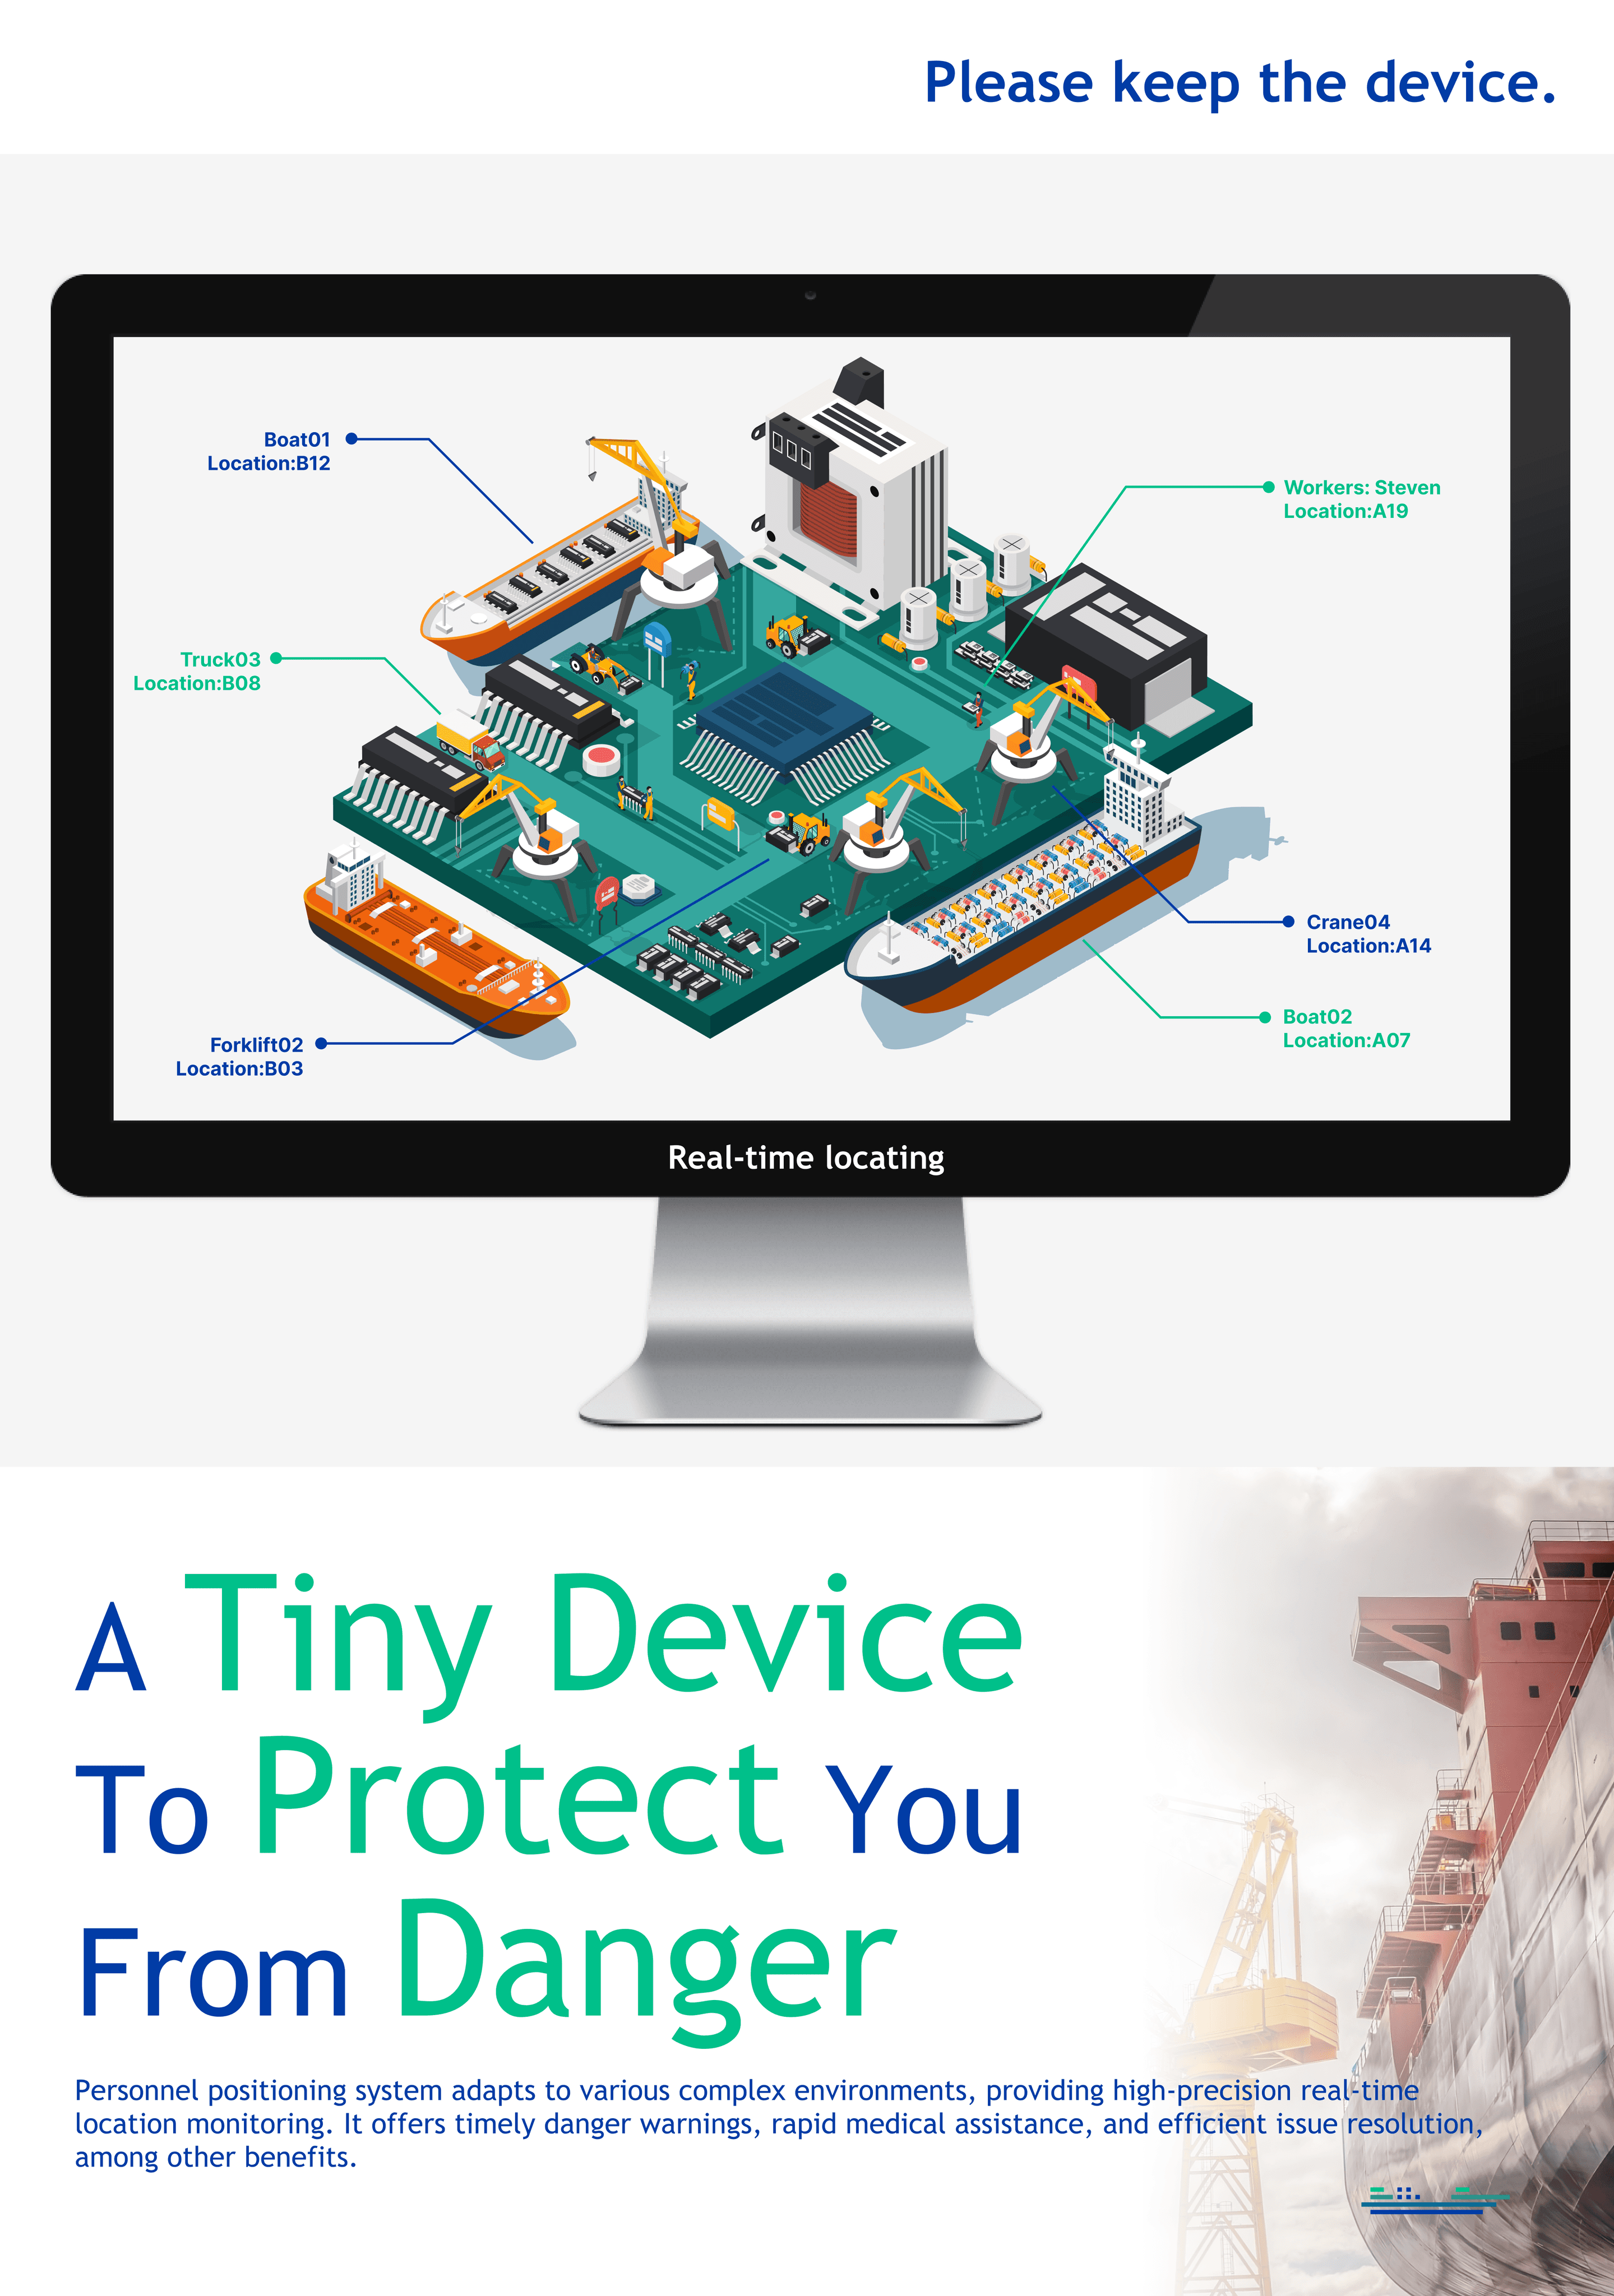 Please keep the device.
Boat01
Location:B12
Workers: Steven
Location:A19
Truck03
Location:B08
Crane04
Location:A14
Boat02
Location:A07
Forklift02
Location:B03
Real-time locating
A Tiny Device
To Protect You
From Danger
Personnel positioning system adapts to various complex environments, providing high-precision real-time
location monitoring. It offers timely danger warnings, rapid medical assistance, and efficient issue resolution,
among other benefits.